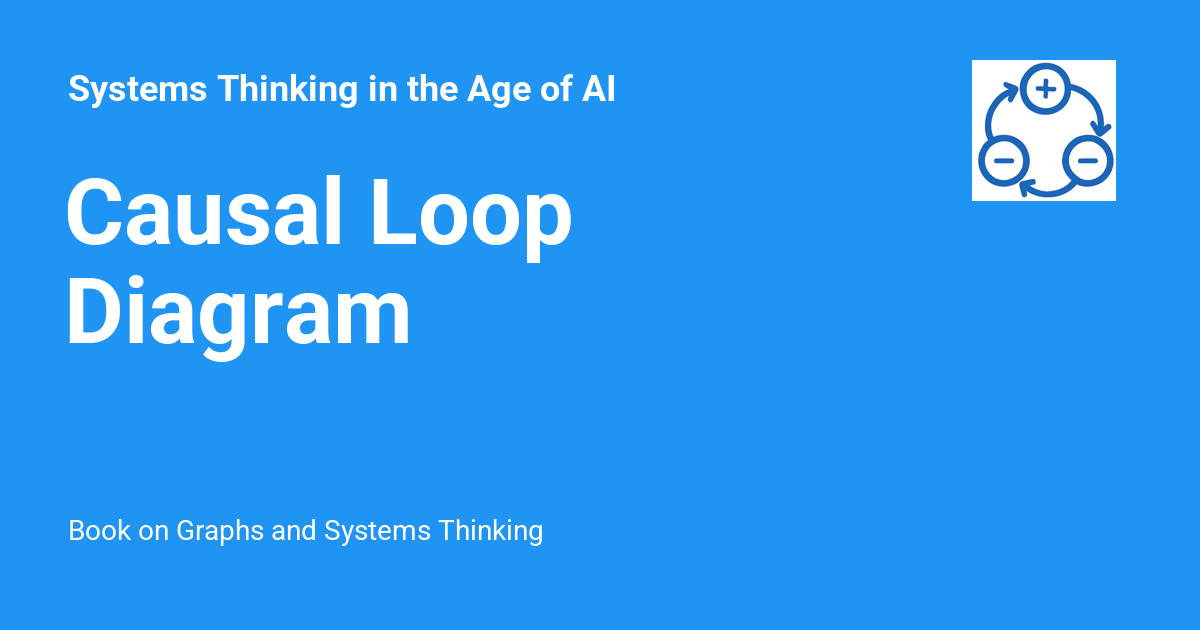 Systems Thinking in the Age of AI
Causal Loop
Diagram
Book on Graphs and Systems Thinking